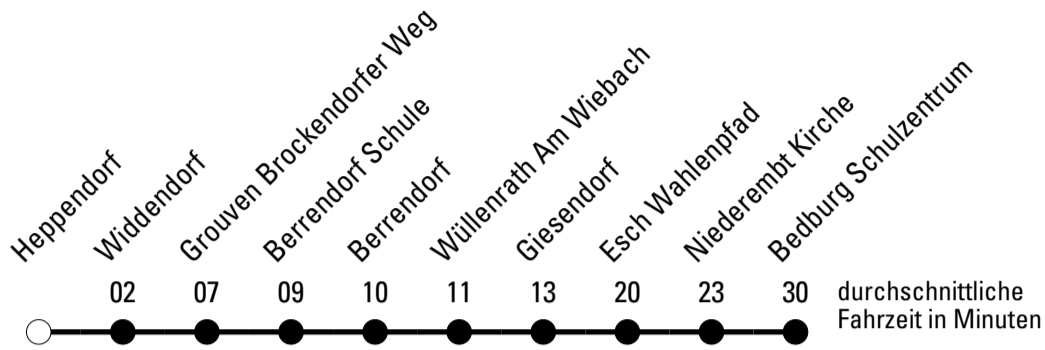 Heppendorf
Widdendorf
Grouven Brockendorfer Weg
Berrendorf Schule
Berrendorf
Wüllenrath Am Wiebach
Giesendorf
Esch Wahlenpfad
Niederembt Kirche
Bedburg Schulzentrum
02 07 09 10 11 13 20 23 30
durchschnittliche
Fahrzeit in Minuten